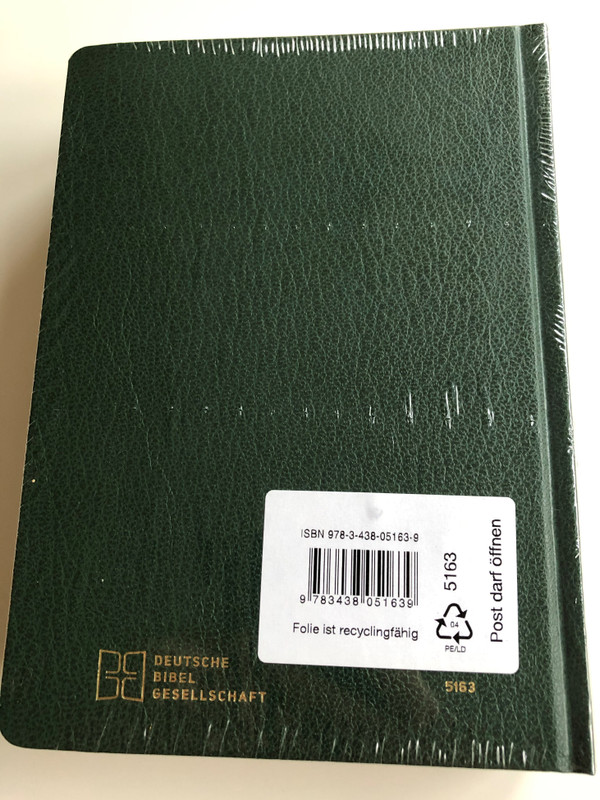 ISBN 978-3-438-05163-9
9 783438 051639
Folie ist recyclingfähig
5163
04
PE/LD
Post darf öffnen
DEUTSCHE
BIBEL
GESELLSCHAFT
5163